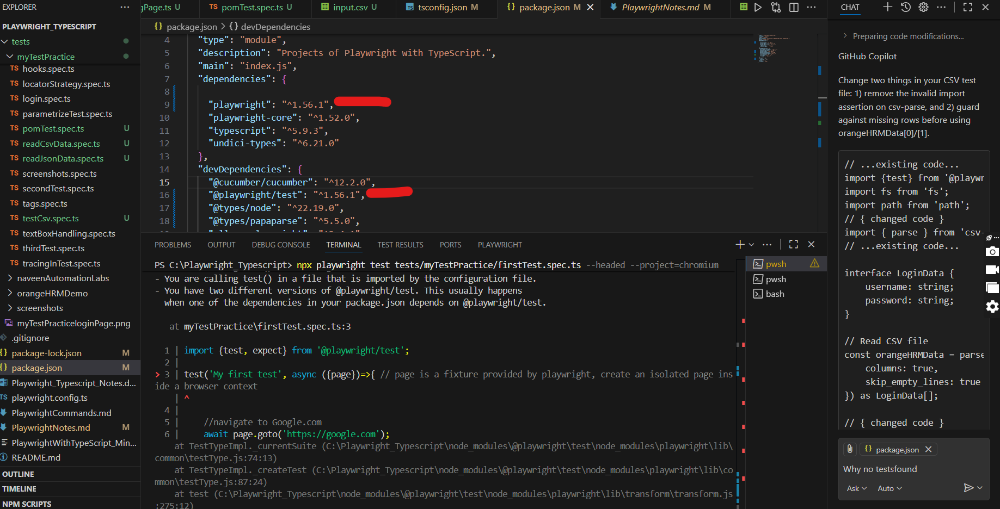 EXPLORER
PLAYWRIGHT_TYPESCRIPT
tests
myTestPractice
hooks.spec.ts
locatorStrategy.spec.ts
login.spec.ts
parametrizeTest.spec.ts
pomTest.spec.ts U
readCsvData.spec.ts U
readJsonData.spec.ts U
screenshots.spec.ts
secondTest.spec.ts
tags.spec.ts
testCsv.spec.ts U
textBoxHandling.spec.ts
thirdTest.spec.ts
tracingInTest.spec.ts
naveenAutomationLabs
orangeHRMDemo
screenshots
myTestPracticeloginPage.png
.gitignore
package-lock.json M
package.json M
Playwright_Typescript_Notes.d...
playwright.config.ts
PlaywrightCommands.md
PlaywrightNotes.md M
PlaywrightWithTypeScript_Min...
README.md
OUTLINE
TIMELINE
NPM SCRIPTS
gPage.ts U
pomTest.spec.ts U
input.csv U
tsconfig.json M
package.json M
PlaywrightNotes.md M
package.json > {} devDependencies
4 "type": "module",
5 "description": "Projects of Playwright with TypeScript.",
6 "main": "index.js",
7 "dependencies": {
8
9 "playwright": "^1.56.1",
10 "playwright-core": "^1.52.0",
11 "typescript": "^5.9.3",
12 "undici-types": "^6.21.0"
13 },
14 "devDependencies": {
15 "@cucumber/cucumber": "^12.2.0",
16 "@playwright/test": "^1.56.1",
17 "@types/node": "^22.19.0",
18 "@types/papaparse": "^5.5.0",
PROBLEMS OUTPUT DEBUG CONSOLE TERMINAL TEST RESULTS PORTS PLAYWRIGHT
PS C:\Playwright_Typescript> npx playwright test tests/myTestPractice/firstTest.spec.ts --headed --project=chromium
- You are calling test() in a file that is imported by the configuration file.
- You have two different versions of @playwright/test. This usually happens
when one of the dependencies in your package.json depends on @playwright/test.
at myTestPractice\firstTest.spec.ts:3
1 | import {test, expect} from '@playwright/test';
2 |
> 3 | test('My first test', async ({page})=>{ // page is a fixture provided by playwright, create an isolated page ins
ide a browser context
| ^
4 |
5 | //navigate to Google.com
6 | await page.goto('https://google.com');
at TestTypeImpl._currentSuite (C:\Playwright_Typescript\node_modules\@playwright\test\node_modules\playwright\lib\
common\testType.js:74:13)
at TestTypeImpl._createTest (C:\Playwright_Typescript\node_modules\@playwright\test\node_modules\playwright\lib\co
mmon\testType.js:87:24)
at test (C:\Playwright_Typescript\node_modules\@playwright\test\node_modules\playwright\lib\transform\transform.js
:275:12)
pwsh
pwsh
bash
CHAT
Preparing code modifications...
GitHub Copilot
Change two things in your CSV test
file: 1) remove the invalid import
assertion on csv-parse, and 2) guard
against missing rows before using
orangeHRMData[0]/[1].
// ...existing code...
import {test} from '@playwr
import fs from 'fs';
import path from 'path';
// { changed code }
import { parse } from 'csv-
// ...existing code...
interface LoginData {
username: string;
password: string;
}
// Read CSV file
const orangeHRMData = parse
columns: true,
skip_empty_lines: true
}) as LoginData[];
// { changed code }
package.json
Why no testsfound
Ask Auto